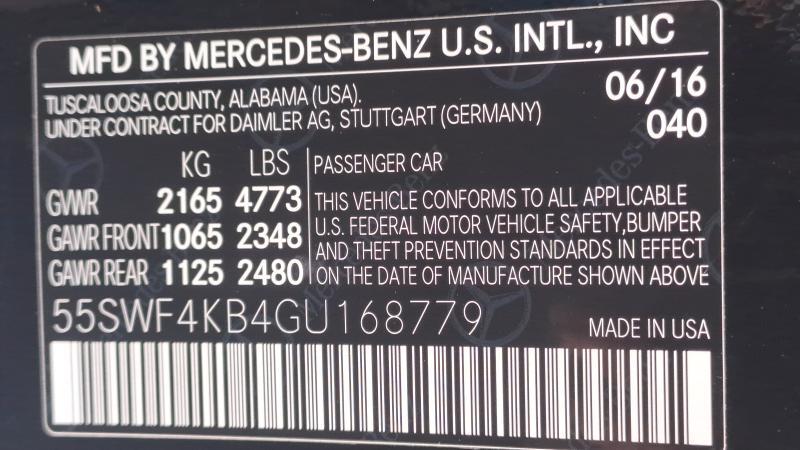 MFD BY MERCEDES-BENZ U.S. INTL., INC
TUSCALOOSA COUNTY, ALABAMA (USA).
UNDER CONTRACT FOR DAIMLER AG, STUTTGART (GERMANY)
06/16
040
KG LBS
GVWR 2165 4773
GAWR FRONT 1065 2348
GAWR REAR 1125 2480
PASSENGER CAR
THIS VEHICLE CONFORMS TO ALL APPLICABLE
U.S. FEDERAL MOTOR VEHICLE SAFETY,BUMPER
AND THEFT PREVENTION STANDARDS IN EFFECT
ON THE DATE OF MANUFACTURE SHOWN ABOVE
55SWF4KB4GU168779
MADE IN USA